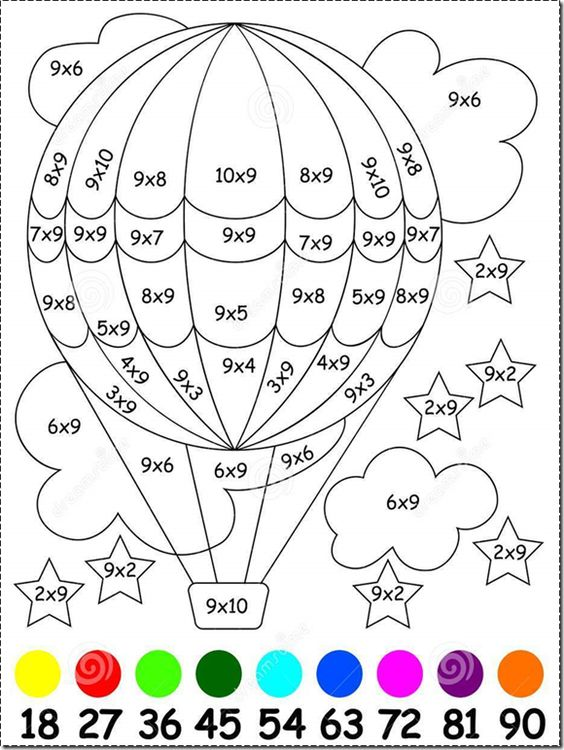 9x6
9x6
8x9 9x10 9x8 10x9 8x9 9x10 9x8
7x9 9x9 9x7 9x9 7x9 9x9 9x7
2x9
9x8 5x9 8x9 9x5 9x8 5x9 8x9
3x9 4x9 9x3 9x4 3x9 4x9 9x3
9x2
2x9
6x9 9x6 6x9 9x6
6x9
2x9 9x2 9x2 2x9
9x10
18 27 36 45 54 63 72 81 90